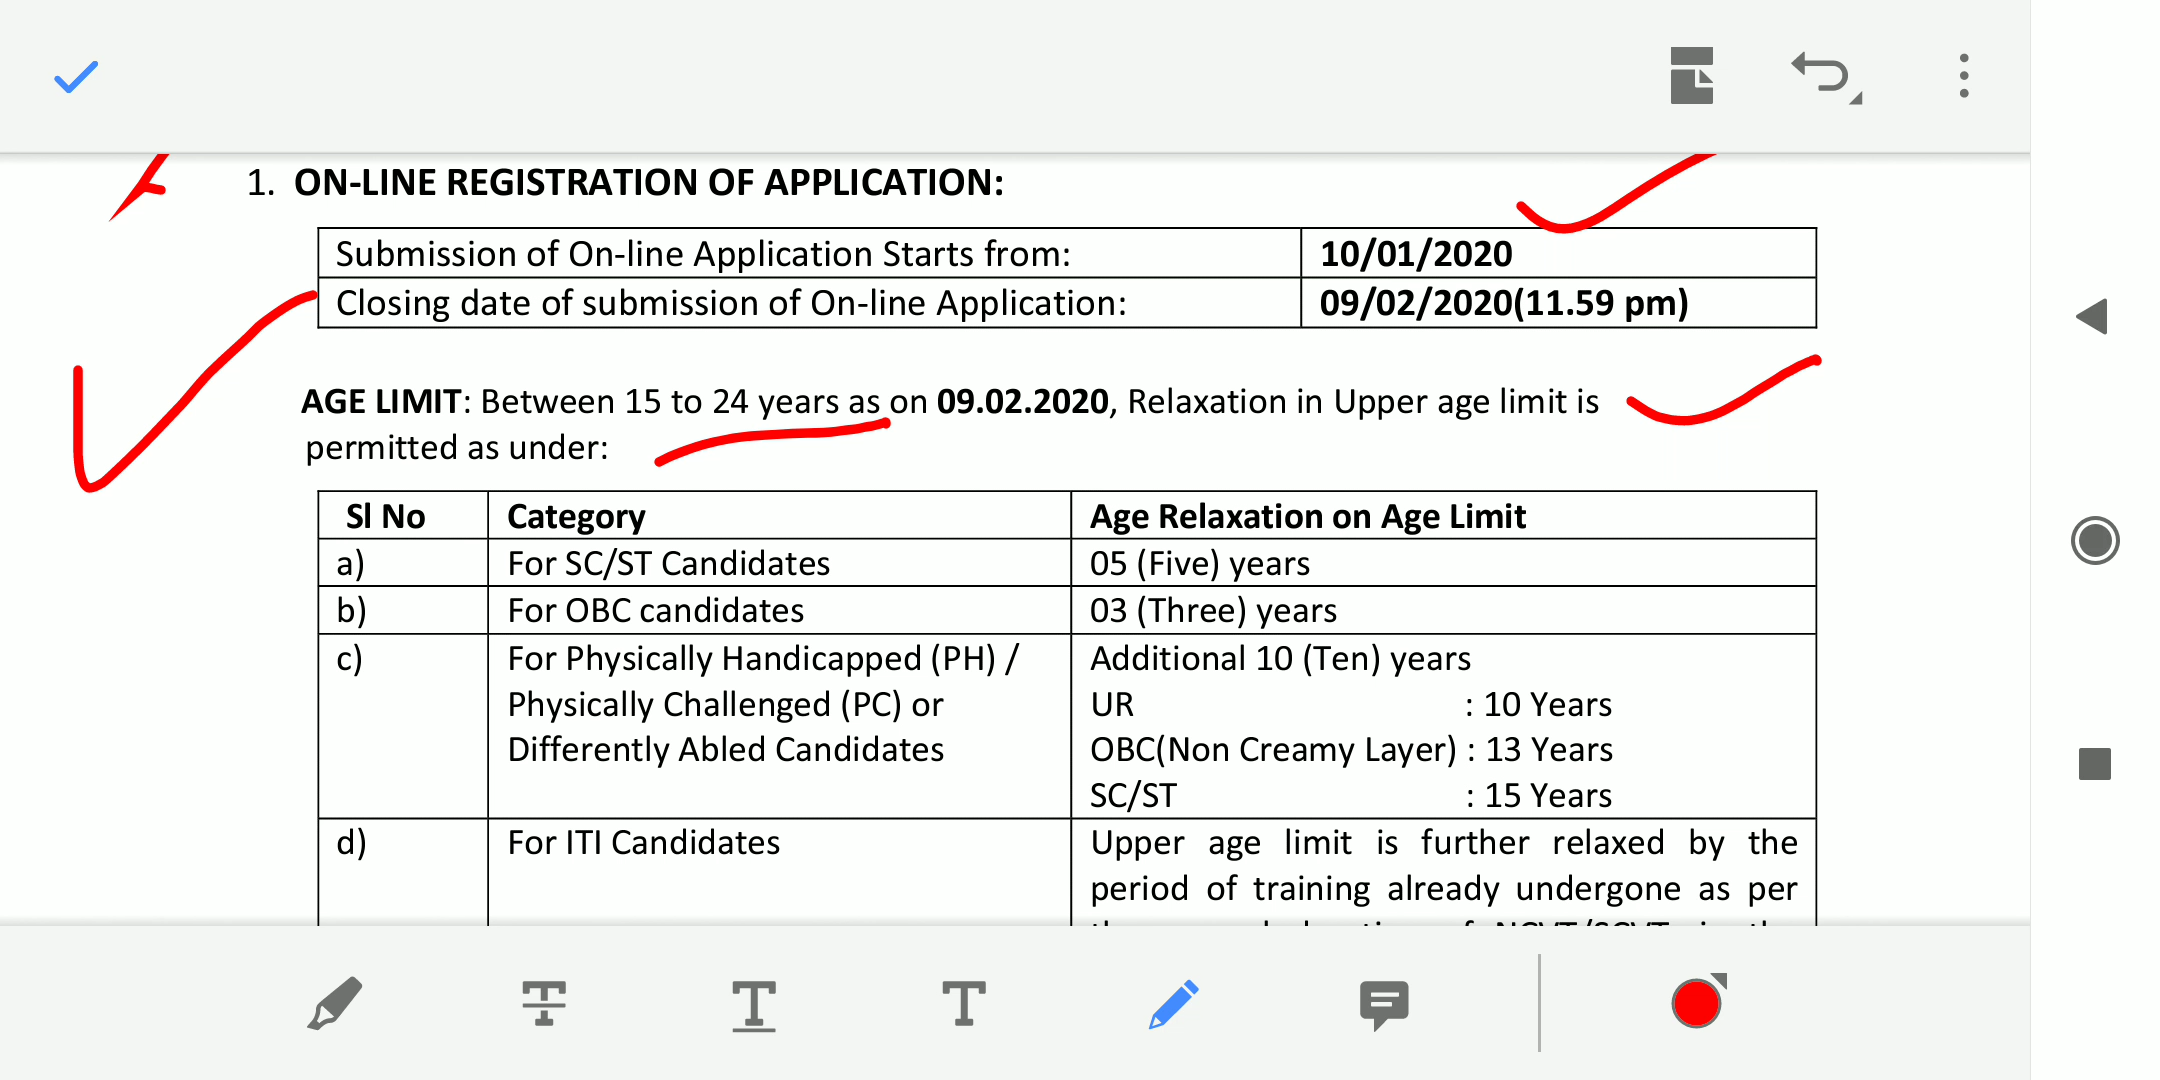 1. ON-LINE REGISTRATION OF APPLICATION:
Submission of On-line Application Starts from: 10/01/2020
Closing date of submission of On-line Application: 09/02/2020(11.59 pm)
AGE LIMIT: Between 15 to 24 years as on 09.02.2020, Relaxation in Upper age limit is
permitted as under:
Sl No Category Age Relaxation on Age Limit
a) For SC/ST Candidates 05 (Five) years
b) For OBC candidates 03 (Three) years
c) For Physically Handicapped (PH) / Additional 10 (Ten) years
Physically Challenged (PC) or UR : 10 Years
Differently Abled Candidates OBC(Non Creamy Layer) : 13 Years
SC/ST : 15 Years
d) For ITI Candidates Upper age limit is further relaxed by the
period of training already undergone as per